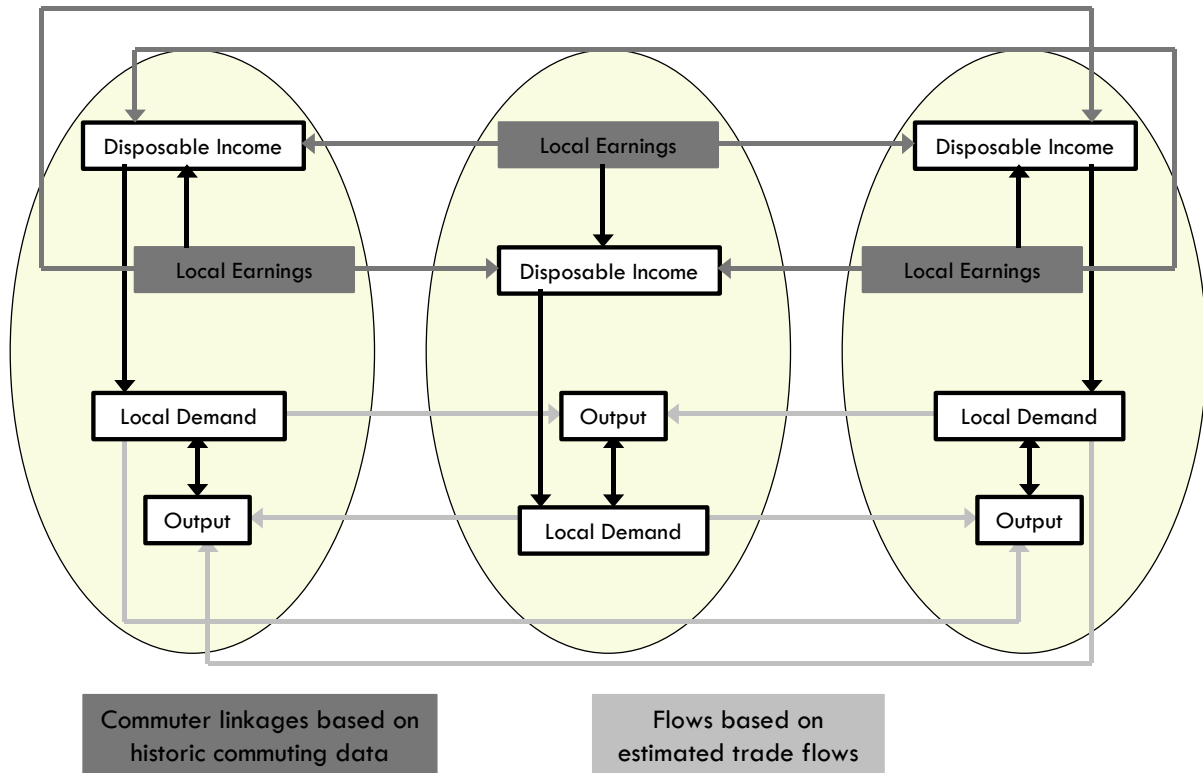 Disposable Income
Local Earnings
Disposable Income
Local Earnings
Disposable Income
Local Earnings
Local Demand
Output
Local Demand
Output
Local Demand
Output
Commuter linkages based on
historic commuting data
Flows based on
estimated trade flows